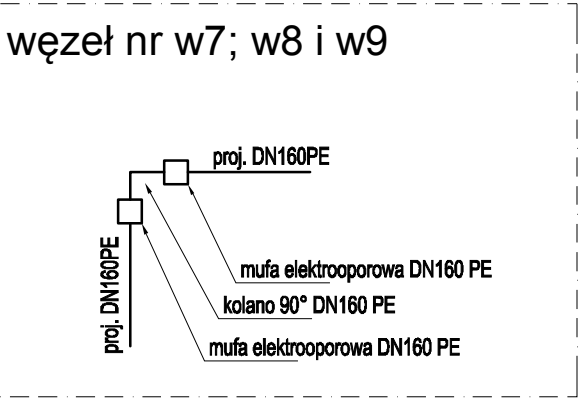 węzeł nr w7; w8 i w9
proj. DN160PE
proj. DN160PE
mufa elektrooporowa DN160 PE
kolano 90° DN160 PE
mufa elektrooporowa DN160 PE